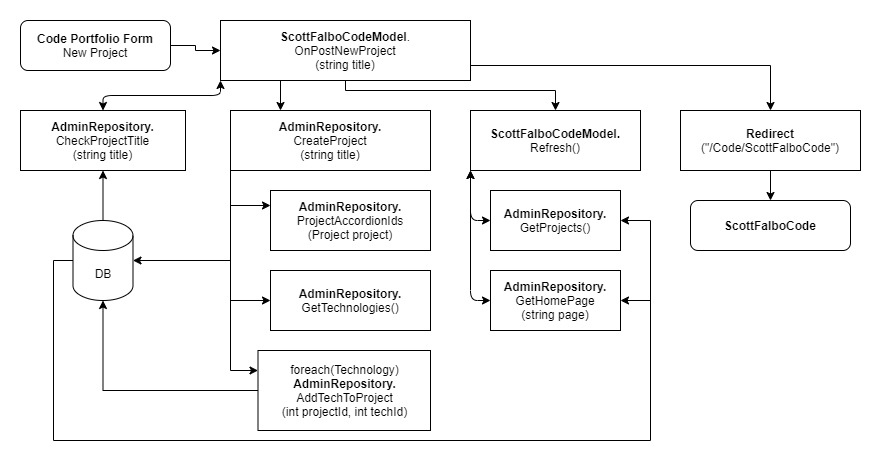 Code Portfolio Form
New Project
ScottFalboCodeModel.
OnPostNewProject
(string title)
AdminRepository.
CheckProjectTitle
(string title)
AdminRepository.
CreateProject
(string title)
ScottFalboCodeModel.
Refresh()
Redirect
("/Code/ScottFalboCode")
AdminRepository.
ProjectAccordionIds
(Project project)
AdminRepository.
GetProjects()
ScottFalboCode
DB
AdminRepository.
GetTechnologies()
AdminRepository.
GetHomePage
(string page)
foreach(Technology)
AdminRepository.
AddTechToProject
(int projectId, int techId)